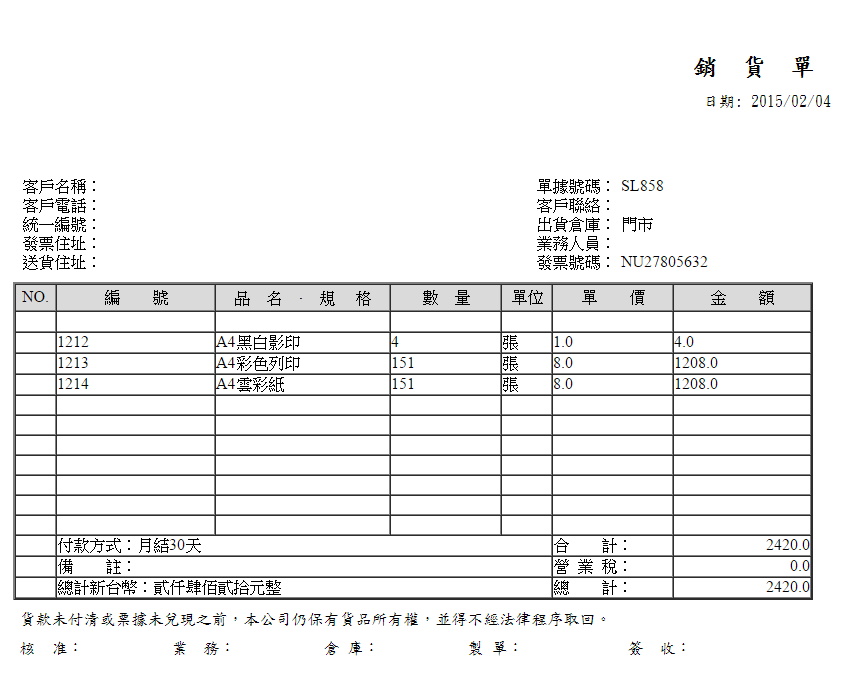 銷 貨 單
日期: 2015/02/04
客戶名稱：
單據號碼： SL858
客戶電話：
客戶聯絡：
統一編號：
出貨倉庫： 門市
發票住址：
業務人員：
送貨住址：
發票號碼： NU27805632
NO. 編 號 品 名 ‧ 規 格 數 量 單位 單 價 金 額
1212 A4黑白影印 4 張 1.0 4.0
1213 A4彩色列印 151 張 8.0 1208.0
1214 A4雲彩紙 151 張 8.0 1208.0
付款方式：月結30天 合 計： 2420.0
備 註： 營 業 稅： 0.0
總計新台幣：貳仟肆佰貳拾元整 總 計： 2420.0
貨款未付清或票據未兌現之前，本公司仍保有貨品所有權，並得不經法律程序取回。
核 准： 業 務： 倉 庫： 製 單： 簽 收：